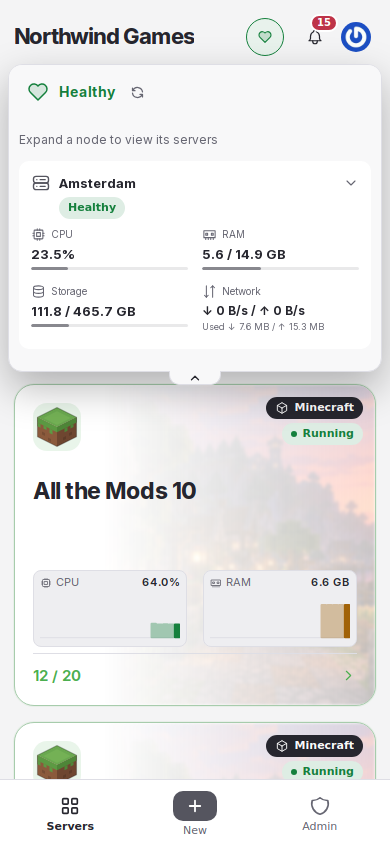 Northwind Games
15
Healthy
Expand a node to view its servers
Amsterdam
Healthy
CPU
23.5%
RAM
5.6 / 14.9 GB
Storage
111.8 / 465.7 GB
Network
↓ 0 B/s / ↑ 0 B/s
Used ↓ 7.6 MB / ↑ 15.3 MB
Minecraft
Running
All the Mods 10
CPU 64.0%
RAM 6.6 GB
12 / 20
Minecraft
Running
Servers
New
Admin